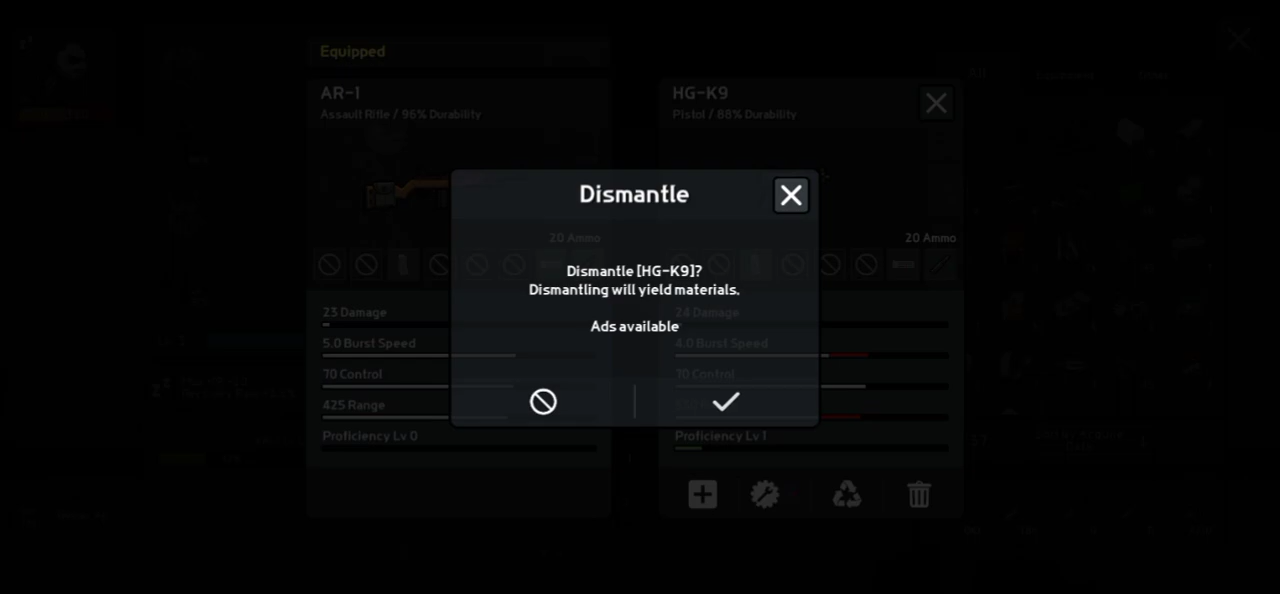 Equipped
AR-1
Assault Rifle / 96% Durability
20 Ammo
23 Damage
5.0 Burst Speed
70 Control
425 Range
Proficiency Lv 0
HG-K9
Pistol / 88% Durability
20 Ammo
24 Damage
4.0 Burst Speed
70 Control
Proficiency Lv 1
Dismantle
Dismantle [HG-K9]?
Dismantling will yield materials.
Ads available